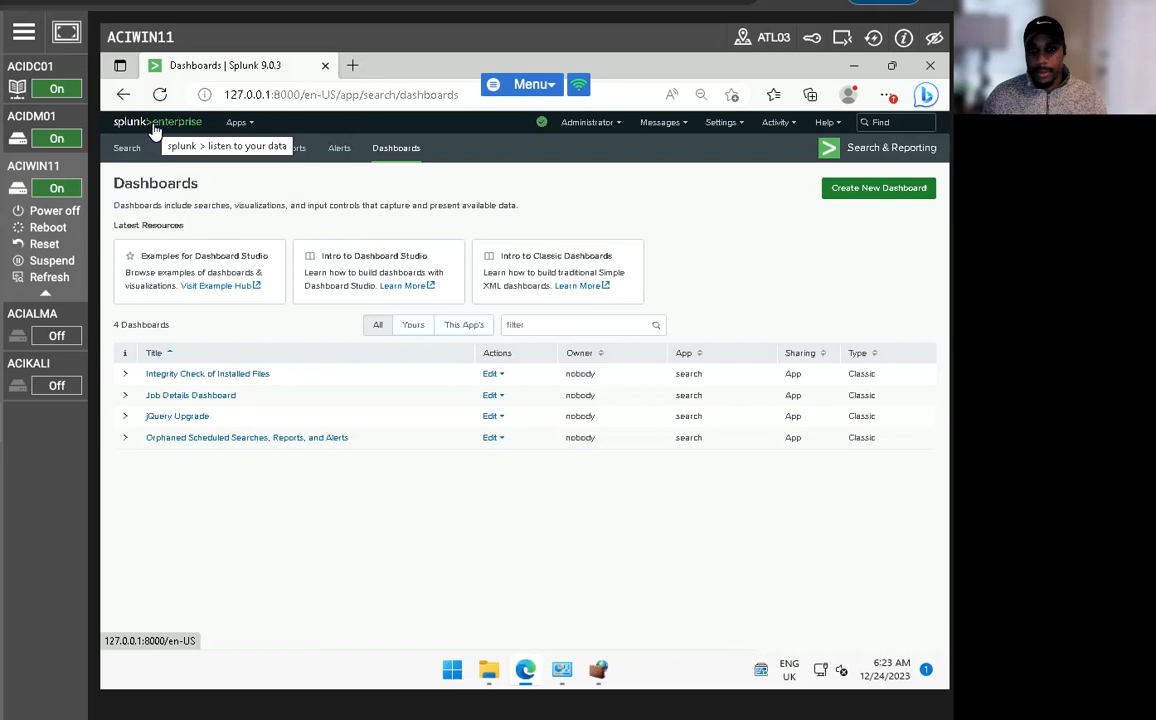 ACIDC01
On
ACIDM01
On
ACIWIN11
On
Power off
Reboot
Reset
Suspend
Refresh
ACIALMA
Off
ACIKALI
Off
ACIWIN11
ATL03
Dashboards | Splunk 9.0.3
127.0.0.1:8000/en-US/app/search/dashboards
Menu
splunk>enterprise Apps Administrator Messages Settings Activity Help Find
splunk > listen to your data
Search orts Alerts Dashboards Search & Reporting
Dashboards
Create New Dashboard
Dashboards include searches, visualizations, and input controls that capture and present available data.
Latest Resources
Examples for Dashboard Studio
Browse examples of dashboards &
visualizations. Visit Example Hub
Intro to Dashboard Studio
Learn how to build dashboards with
Dashboard Studio. Learn More
Intro to Classic Dashboards
Learn how to build traditional Simple
XML dashboards. Learn More
4 Dashboards All Yours This App's filter
i Title Actions Owner App Sharing Type
Integrity Check of Installed Files Edit nobody search App Classic
Job Details Dashboard Edit nobody search App Classic
jQuery Upgrade Edit nobody search App Classic
Orphaned Scheduled Searches, Reports, and Alerts Edit nobody search App Classic
127.0.0.1:8000/en-US
ENG
UK
6:23 AM
12/24/2023
1